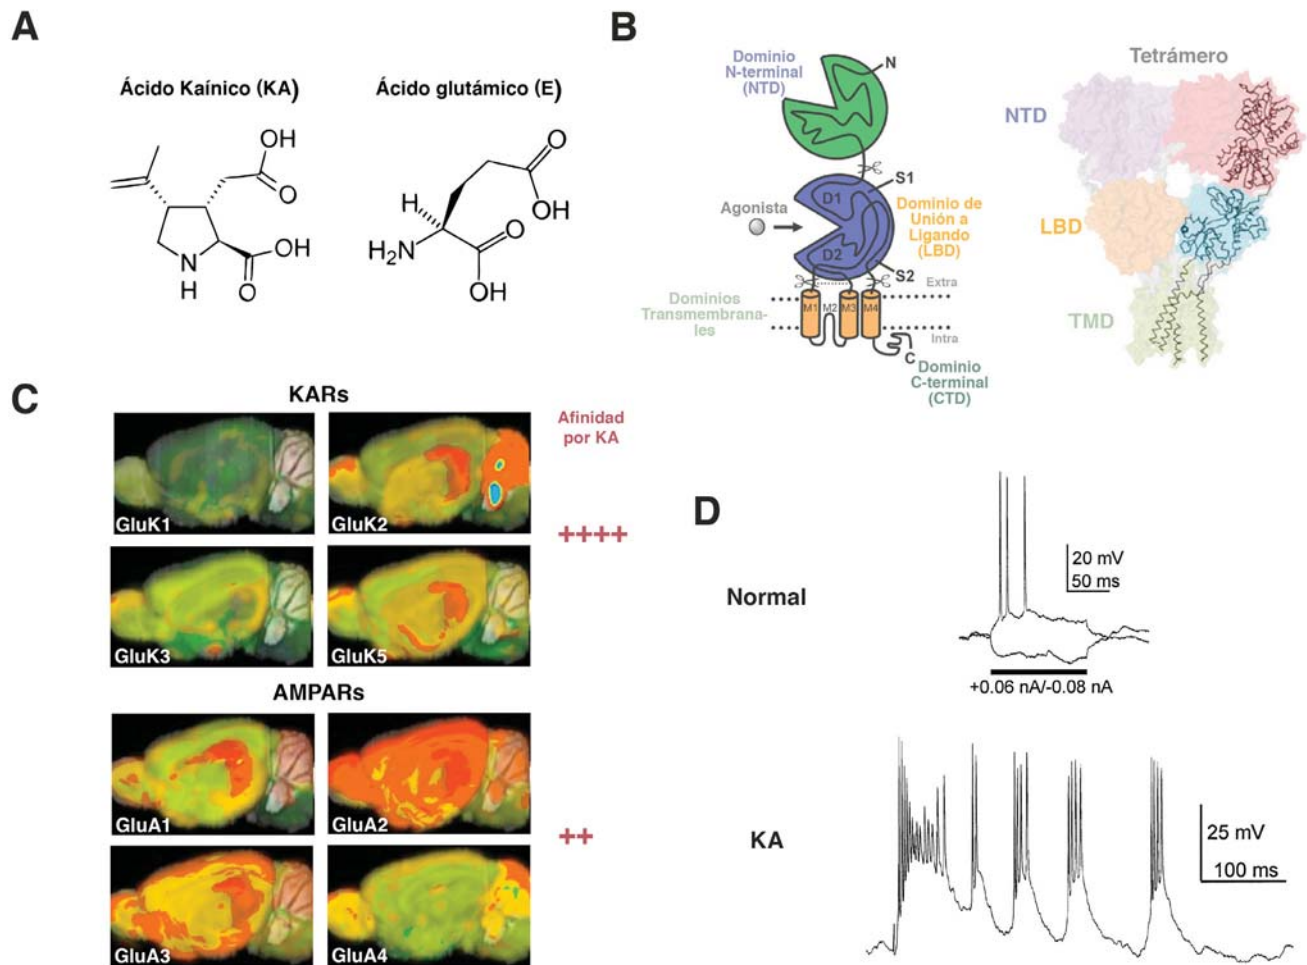 A
Ácido Kaínico (KA)
OH
O
OH
O
N
H
Ácido glutámico (E)
O
OH
H
O
H₂N
OH
B
Dominio
N-terminal
(NTD)
N
S1
D1
Agonista
Dominio de
Unión a
Ligando
(LBD)
D2
S2
Extra
Dominios
Transmembrana-
les
M1
M2
M3
M4
Intra
C
Dominio
C-terminal
(CTD)
Tetrámero
NTD
LBD
TMD
C
KARs
Afinidad
por KA
GluK1
GluK2
++++
GluK3
GluK5
AMPARs
GluA1
GluA2
++
GluA3
GluA4
D
Normal
20 mV
50 ms
+0.06 nA/-0.08 nA
KA
25 mV
100 ms